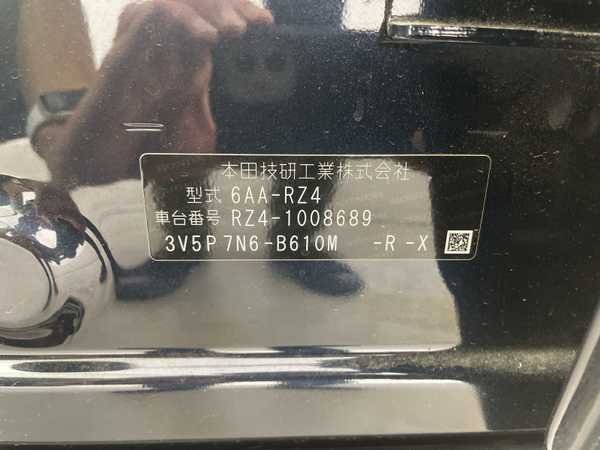 本田技研工業株式会社
型式 6AA-RZ4
車台番号 RZ4-1008689
3V5P 7N6-B610M -R -X